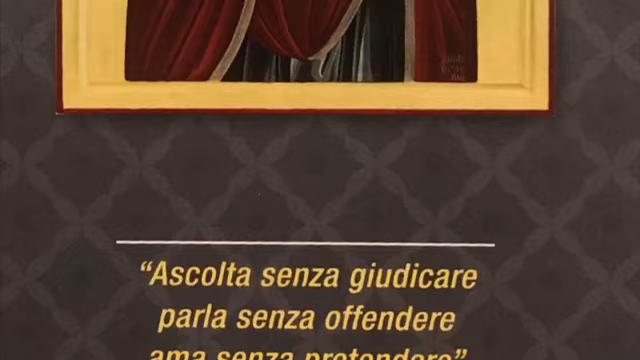 “Ascolta senza giudicare
parla senza offendere
ama senza pretendere”